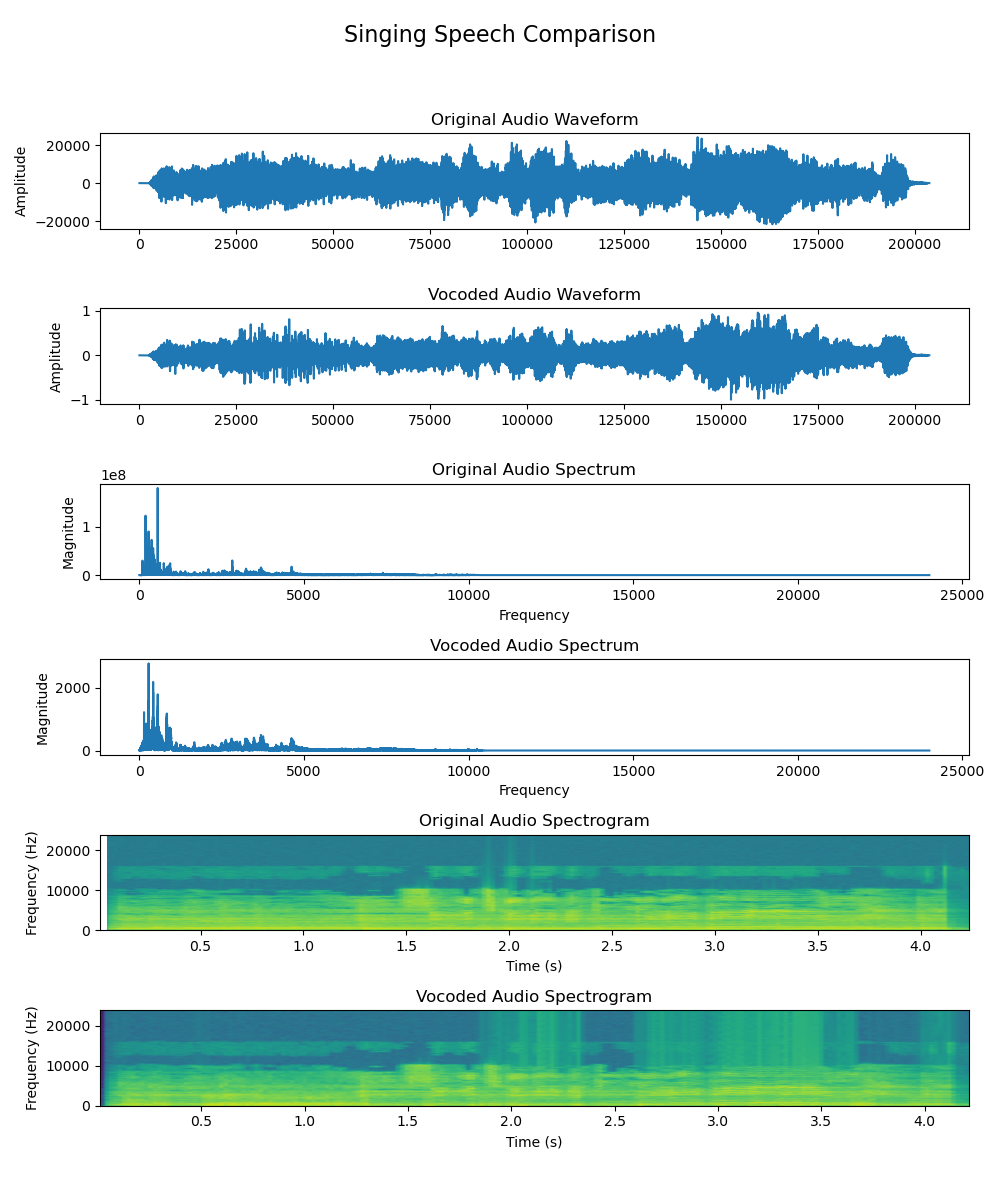 Singing Speech Comparison
Original Audio Waveform
Amplitude
20000
0
−20000
0 25000 50000 75000 100000 125000 150000 175000 200000
Vocoded Audio Waveform
Amplitude
1
0
−1
0 25000 50000 75000 100000 125000 150000 175000 200000
Original Audio Spectrum
1e8
Magnitude
1
0
0 5000 10000 15000 20000 25000
Frequency
Vocoded Audio Spectrum
Magnitude
2000
0
0 5000 10000 15000 20000 25000
Frequency
Original Audio Spectrogram
Frequency (Hz)
20000
10000
0
0.5 1.0 1.5 2.0 2.5 3.0 3.5 4.0
Time (s)
Vocoded Audio Spectrogram
Frequency (Hz)
20000
10000
0
0.5 1.0 1.5 2.0 2.5 3.0 3.5 4.0
Time (s)